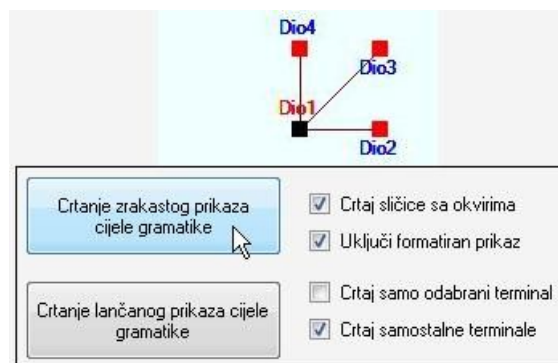 Dio4
Dio3
Dio1
Dio2
Crtanje zrakastog prikaza
cijele gramatike
Crtaj sličice sa okvirima
Uključi formatiran prikaz
Crtanje lančanog prikaza cijele
gramatike
Crtaj samo odabrani terminal
Crtaj samostalne terminale